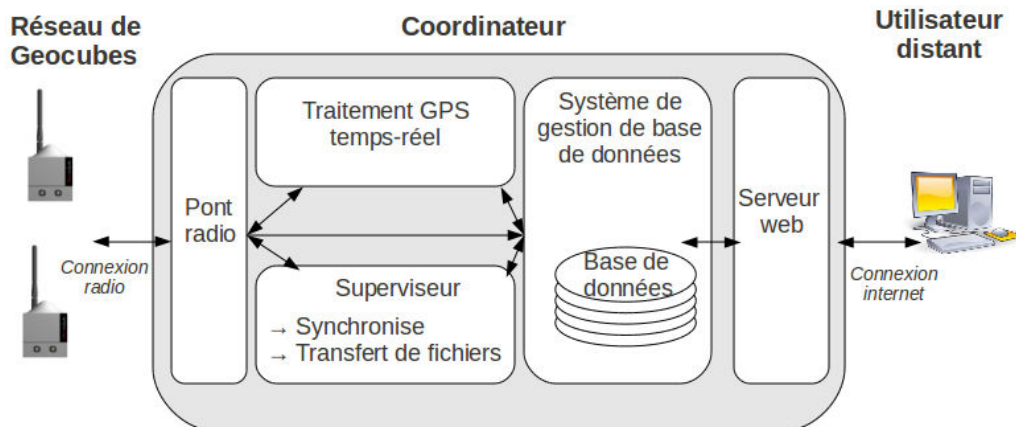 Réseau de
Geocubes
Coordinateur
Utilisateur
distant
Connexion
radio
Pont
radio
Traitement GPS
temps-réel
Superviseur
→ Synchronise
→ Transfert de fichiers
Système de
gestion de base
de données
Base de
données
Serveur
web
Connexion
internet